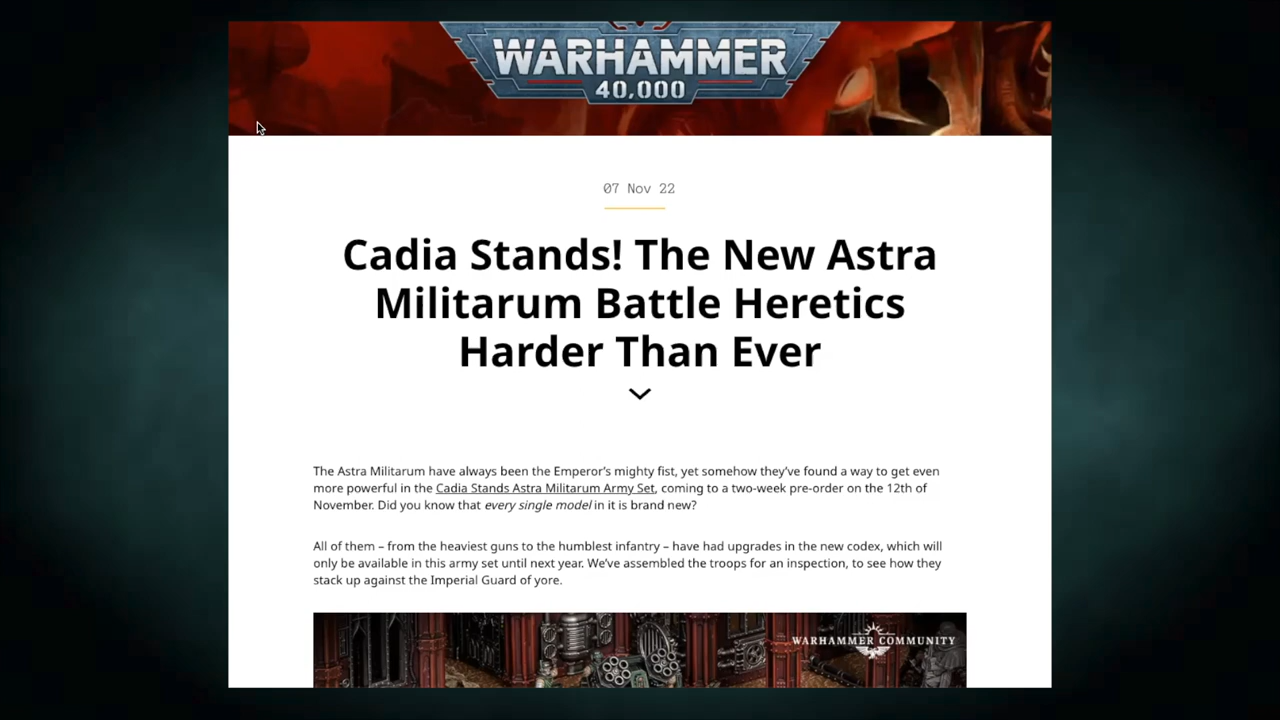 WARHAMMER
40,000
07 Nov 22
Cadia Stands! The New Astra
Militarum Battle Heretics
Harder Than Ever
The Astra Militarum have always been the Emperor's mighty fist, yet somehow they've found a way to get even
more powerful in the Cadia Stands Astra Militarum Army Set, coming to a two-week pre-order on the 12th of
November. Did you know that every single model in it is brand new?
All of them – from the heaviest guns to the humblest infantry – have had upgrades in the new codex, which will
only be available in this army set until next year. We've assembled the troops for an inspection, to see how they
stack up against the Imperial Guard of yore.
WARHAMMER COMMUNITY